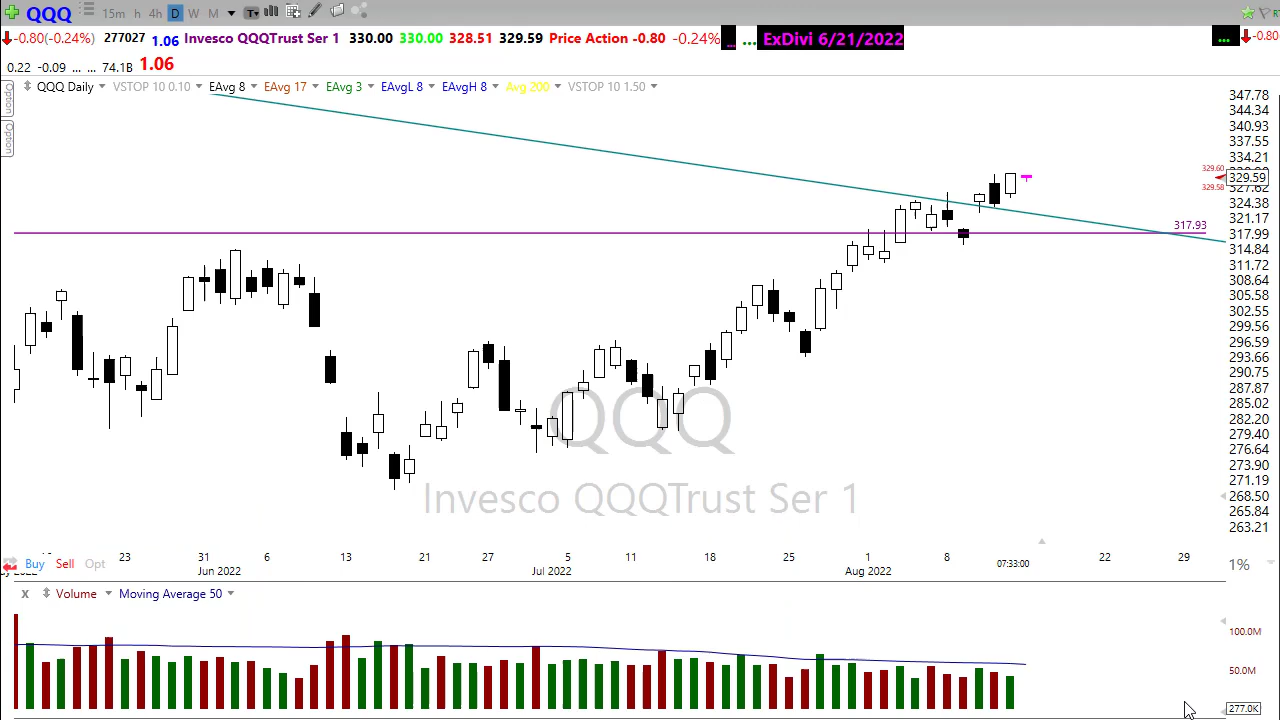 QQQ 15m h 4h D W M
-0.80(-0.24%) 277027 1.06 Invesco QQQTrust Ser 1 330.00 330.00 328.51 329.59 Price Action -0.80 -0.24% ... ... ExDivi 6/21/2022 ... -0.80
0.22 -0.09 ... ... 74.1B 1.06
Option
Option
QQQ Daily VSTOP 10 0.10 EAvg 8 EAvg 17 EAvg 3 EAvgL 8 EAvgH 8 Avg 200 VSTOP 10 1.50
347.78
344.34
340.93
337.55
334.21
329.60
329.59
329.58
327.62
324.38
321.17
317.93
317.99
314.84
311.72
308.64
305.58
302.55
299.56
296.59
293.66
290.75
287.87
285.02
282.20
279.40
276.64
273.90
271.19
268.50
265.84
263.21
QQQ
Invesco QQQTrust Ser 1
23 31 6 13 21 27 5 11 18 25 1 8 22 29
Buy Sell Opt
Jun 2022 Jul 2022 Aug 2022 07:33:00
1%
x Volume Moving Average 50
100.0M
50.0M
277.0K